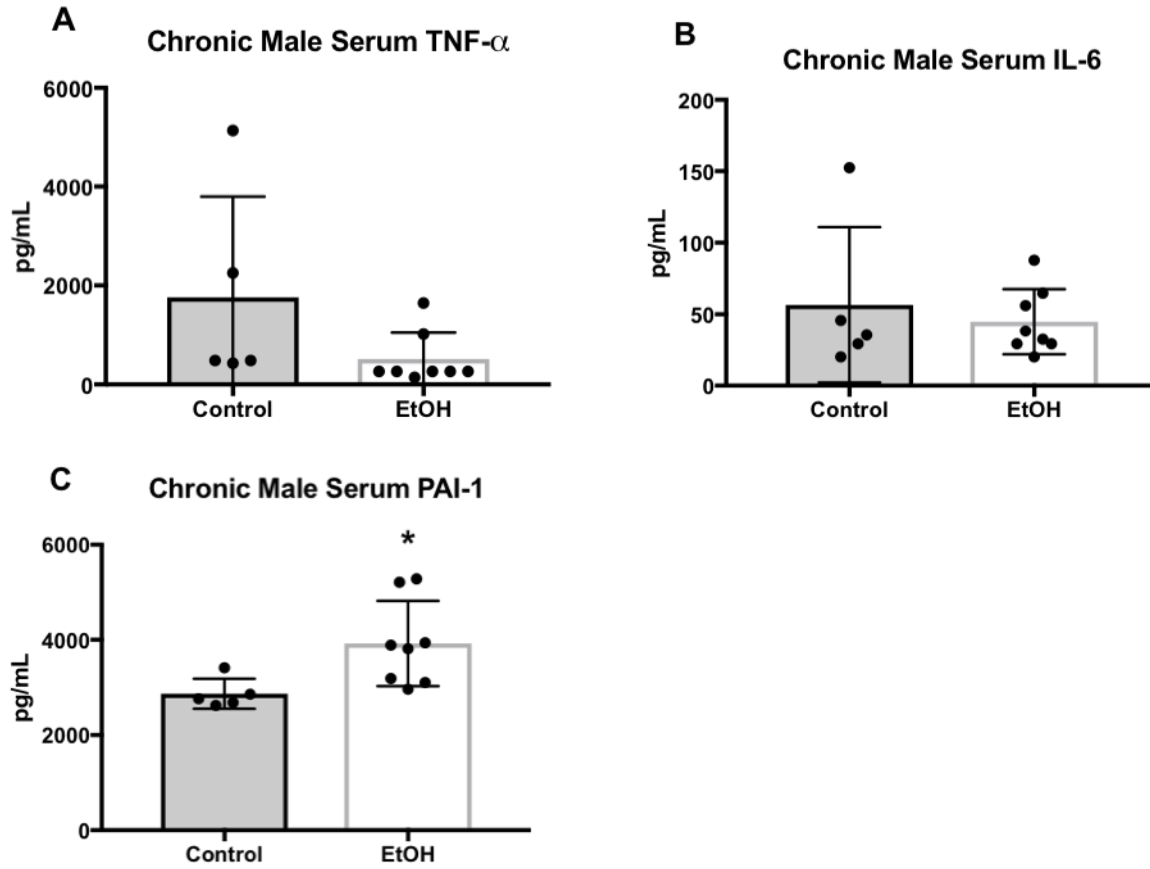 A
Chronic Male Serum TNF-α
6000
4000
2000
0
pg/mL
Control
EtOH
B
Chronic Male Serum IL-6
200
150
100
50
0
pg/mL
Control
EtOH
C
Chronic Male Serum PAI-1
6000
4000
2000
0
pg/mL
*
Control
EtOH